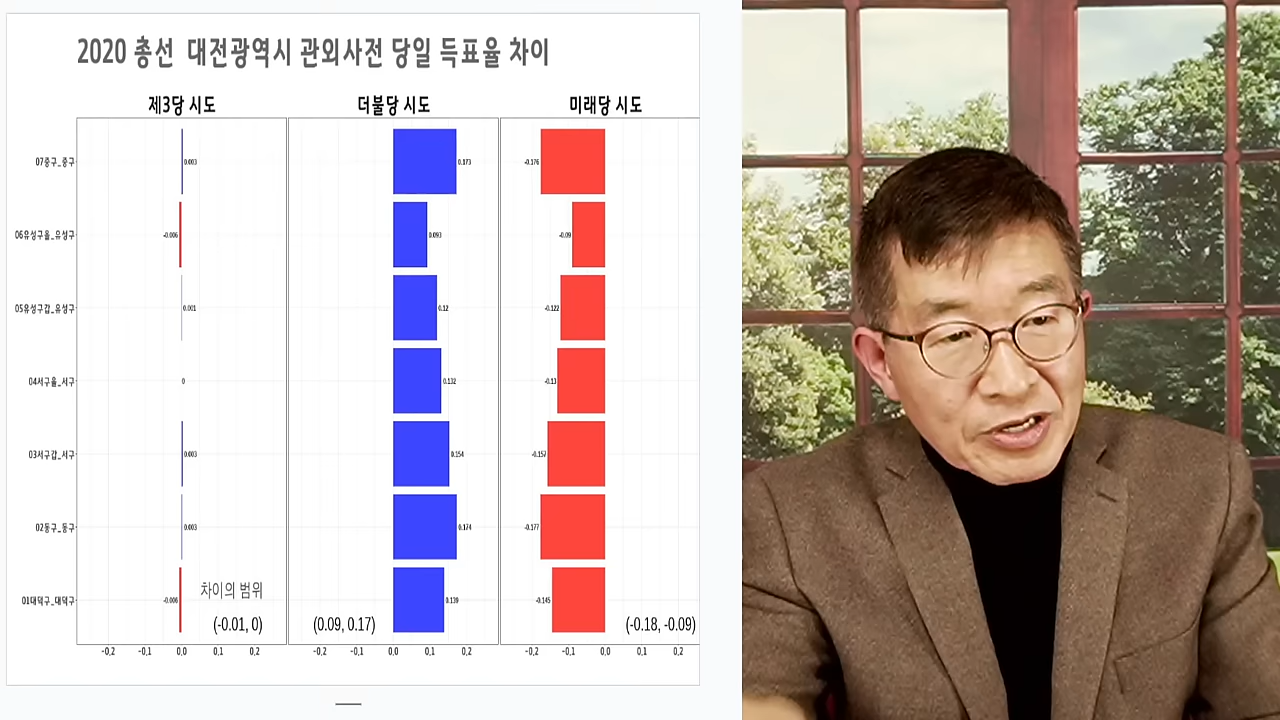 2020 총선 대전광역시 관외사전 당일 득표율 차이
제3당 시도 더불당 시도 미래당 시도
07중구_중구 0.003 0.173 -0.176
06유성구을_유성구 -0.006 0.093 -0.09
05유성구갑_유성구 0.001 0.12 -0.122
04서구을_서구 0 0.132 -0.13
03서구갑_서구 0.003 0.154 -0.157
02동구_동구 0.003 0.174 -0.177
01대덕구_대덕구 -0.006 0.139 -0.145
차이의 범위
(-0.01, 0) (0.09, 0.17) (-0.18, -0.09)
-0.2 -0.1 0.0 0.1 0.2 -0.2 -0.1 0.0 0.1 0.2 -0.2 -0.1 0.0 0.1 0.2